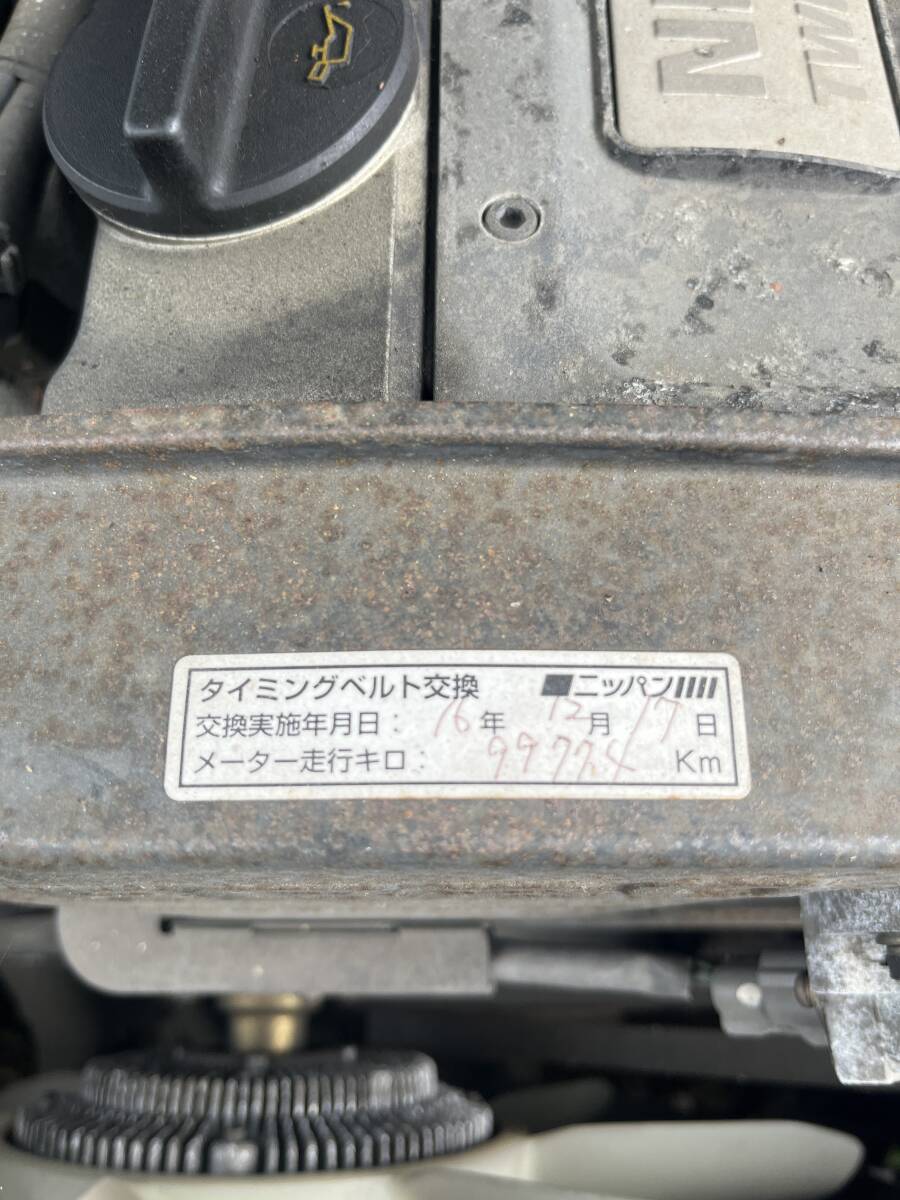 NI
TWI
タイミングベルト交換 ニッパン
交換実施年月日: 16年 12月 17日
メーター走行キロ: Km